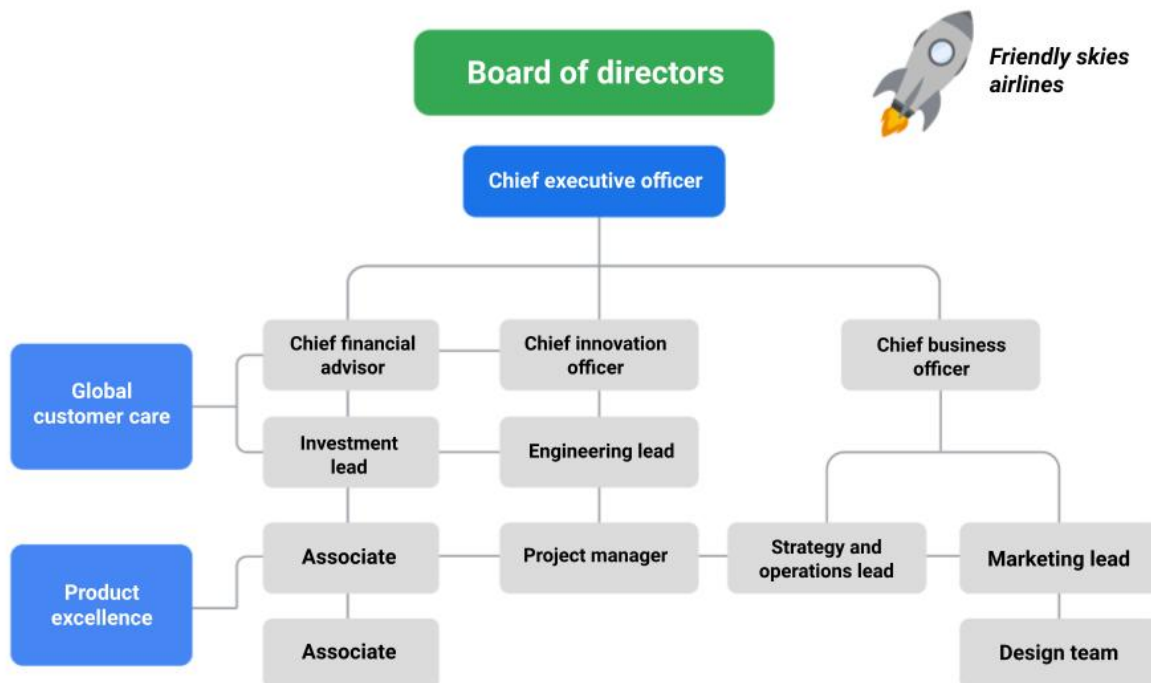 Board of directors
Friendly skies
airlines
Chief executive officer
Chief financial
advisor
Chief innovation
officer
Chief business
officer
Global
customer care
Investment
lead
Engineering lead
Associate
Project manager
Strategy and
operations lead
Marketing lead
Product
excellence
Associate
Design team